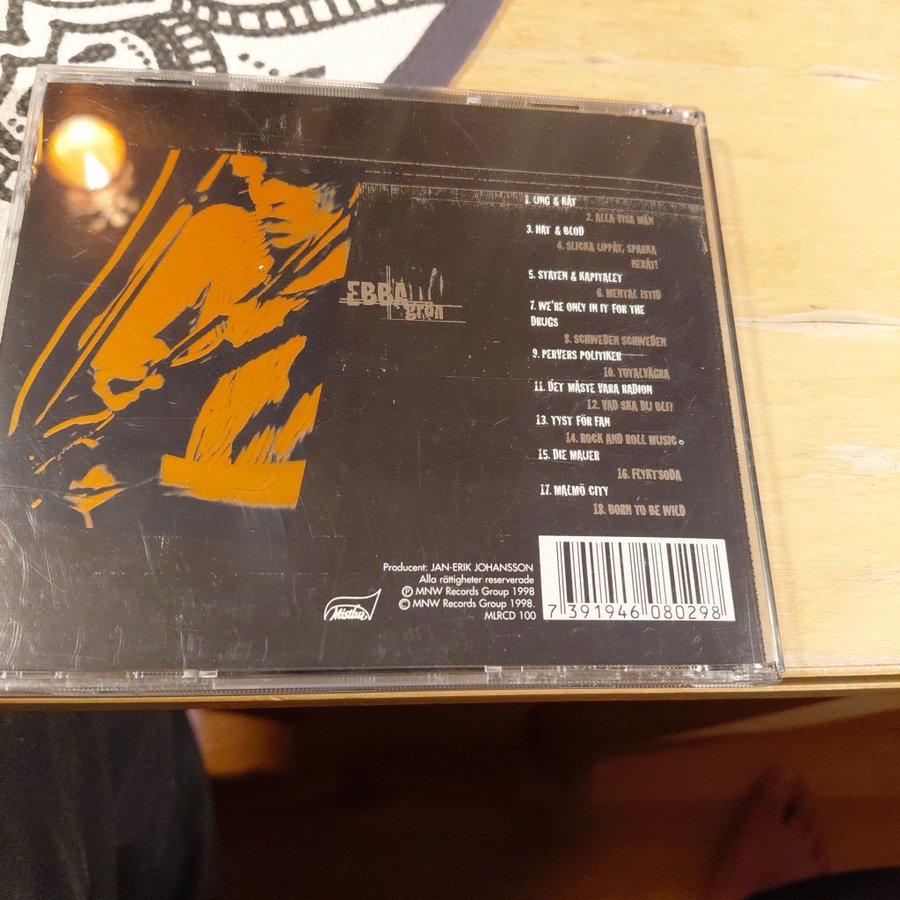 EBBA
grön
1. UNG & KÅT
2. ALLA VISA MÄN
3. HAT & BLOD
4. SLICKA UPPÅT, SPARKA
NERÅT!
5. STATEN & KAPITALET
6. MENTAL ISTID
7. WE'RE ONLY IN IT FOR THE
DRUGS
8. SCHWEDEN SCHWEDEN
9. PERVERS POLITIKER
10. TOTALVÄGRA
11. DET MÅSTE VARA RADION
12. VAD SKA DU BLI?
13. TYST FÖR FAN
14. ROCK AND ROLL MUSIC
15. DIE MAUER
16. FLYKTSODA
17. MALMÖ CITY
18. BORN TO BE WILD
Producent: JAN-ERIK JOHANSSON
Alla rättigheter reserverade
Ⓟ MNW Records Group 1998
© MNW Records Group 1998.
MLRCD 100
Mistlur
7 391946 080298